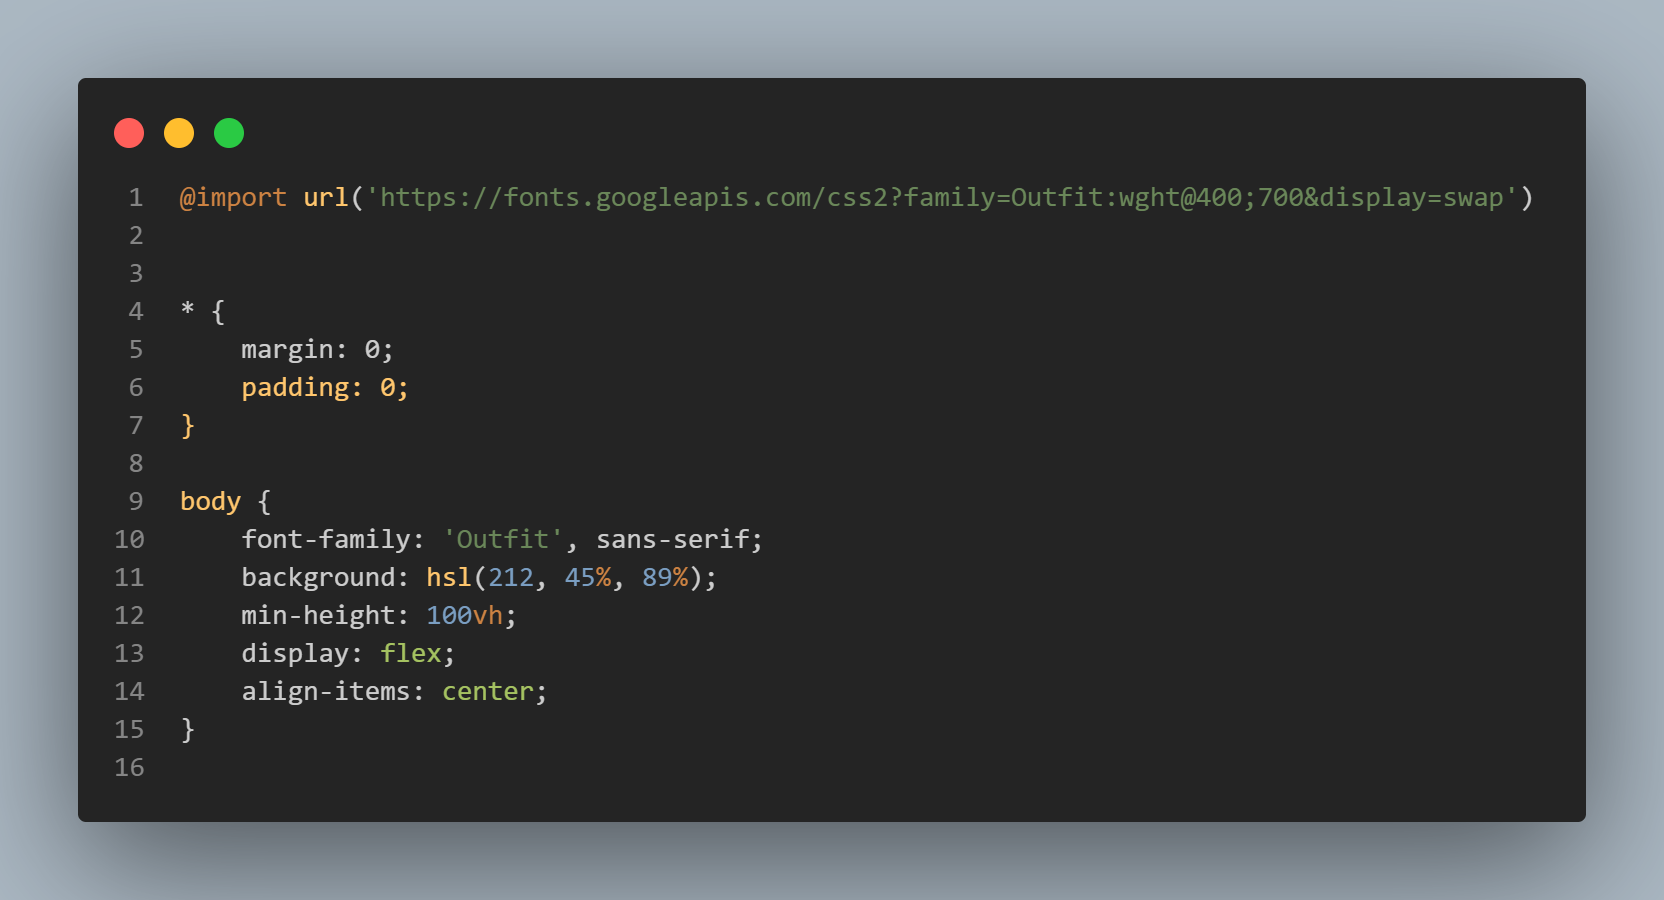 1 @import url('https://fonts.googleapis.com/css2?family=Outfit:wght@400;700&display=swap')
2
3
4 * {
5     margin: 0;
6     padding: 0;
7 }
8
9 body {
10     font-family: 'Outfit', sans-serif;
11     background: hsl(212, 45%, 89%);
12     min-height: 100vh;
13     display: flex;
14     align-items: center;
15 }
16